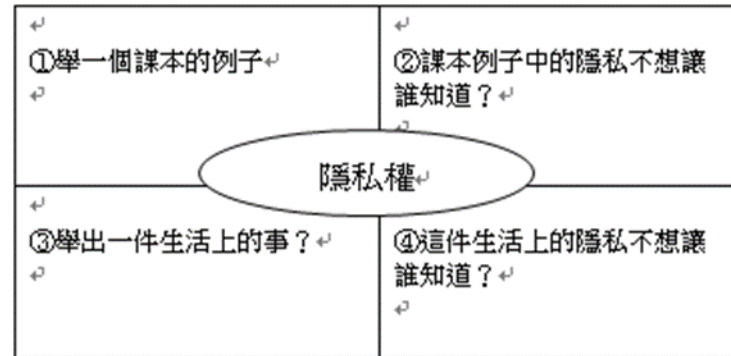 ①舉一個課本的例子
②課本例子中的隱私不想讓
誰知道？
隱私權
③舉出一件生活上的事？
④這件生活上的隱私不想讓
誰知道？